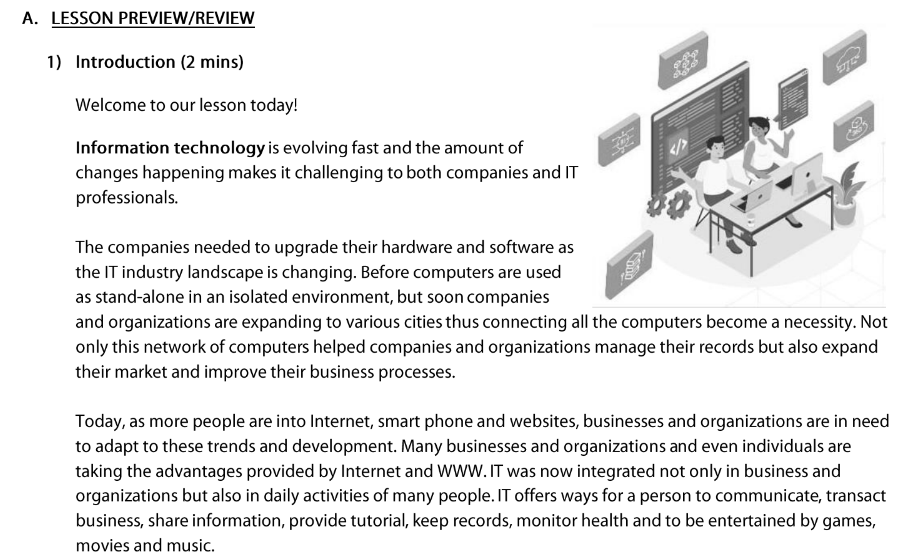 A. LESSON PREVIEW/REVIEW
1) Introduction (2 mins)
Welcome to our lesson today!
Information technology is evolving fast and the amount of
changes happening makes it challenging to both companies and IT
professionals.
The companies needed to upgrade their hardware and software as
the IT industry landscape is changing. Before computers are used
as stand-alone in an isolated environment, but soon companies
and organizations are expanding to various cities thus connecting all the computers become a necessity. Not
only this network of computers helped companies and organizations manage their records but also expand
their market and improve their business processes.
Today, as more people are into Internet, smart phone and websites, businesses and organizations are in need
to adapt to these trends and development. Many businesses and organizations and even individuals are
taking the advantages provided by Internet and WWW. IT was now integrated not only in business and
organizations but also in daily activities of many people. IT offers ways for a person to communicate, transact
business, share information, provide tutorial, keep records, monitor health and to be entertained by games,
movies and music.